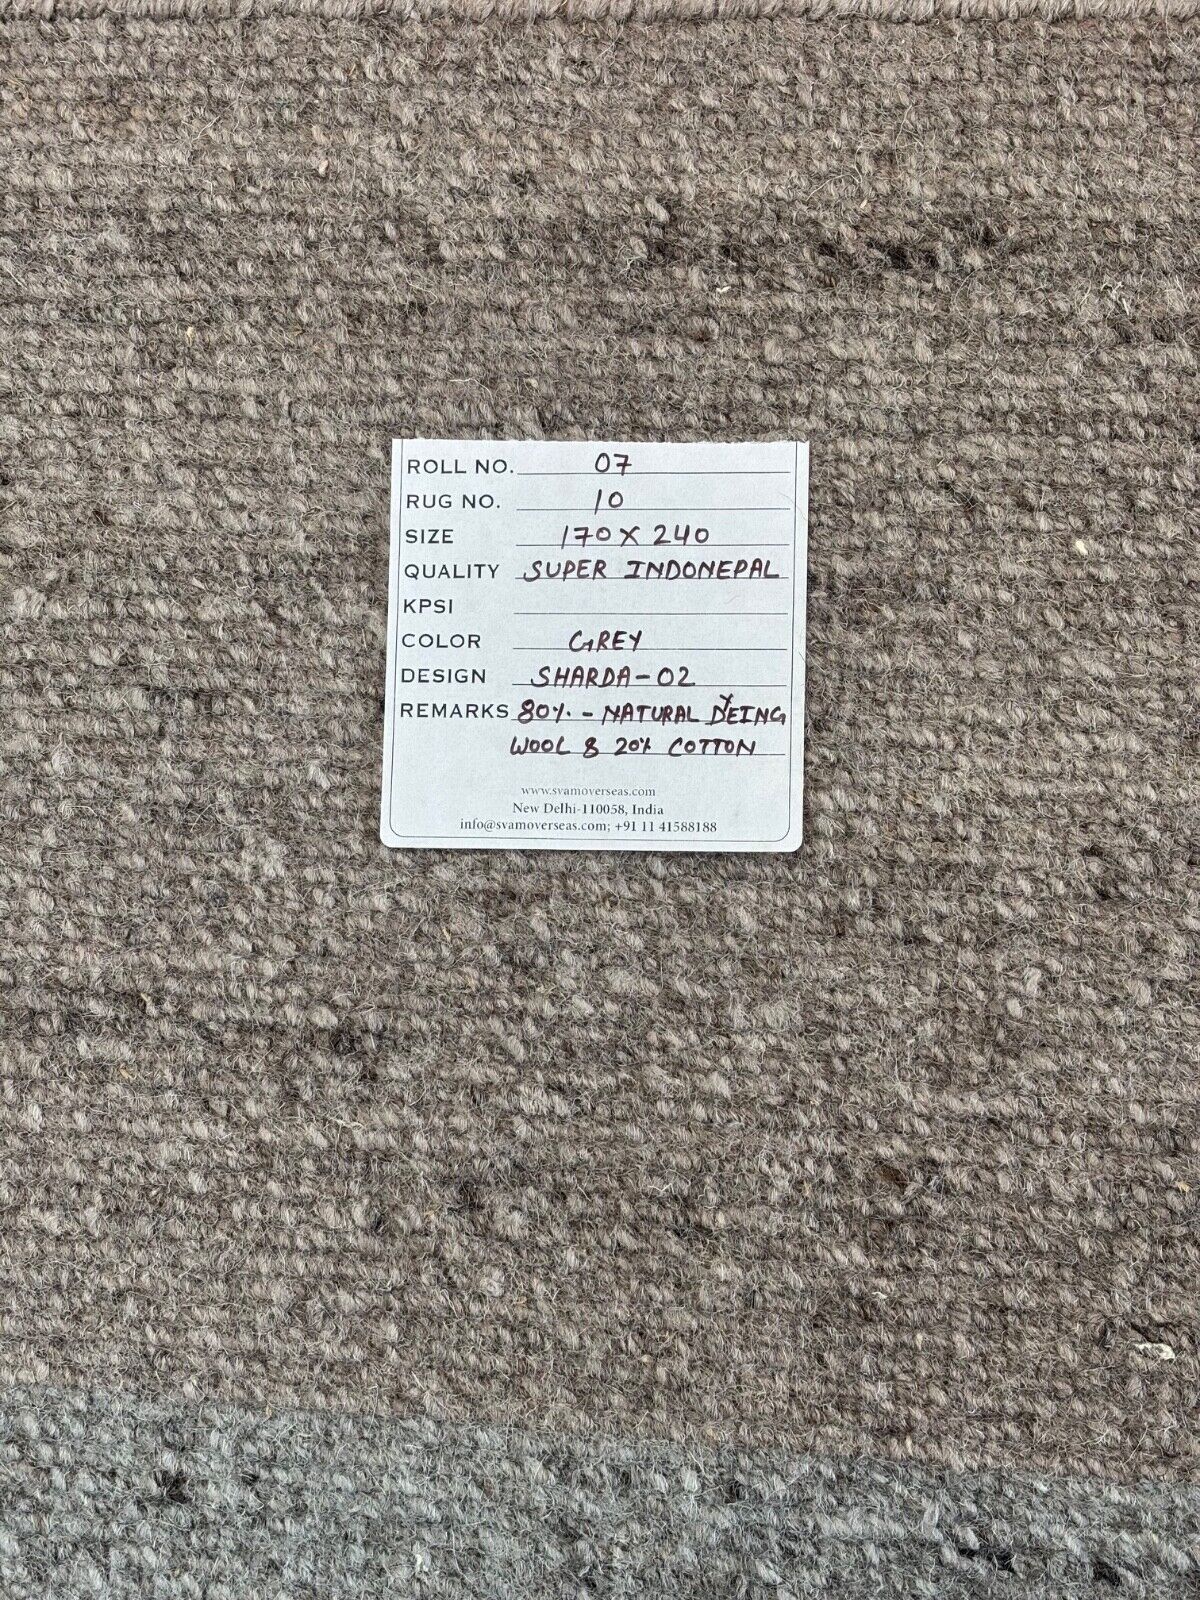 ROLL NO. 07
RUG NO. 10
SIZE 170 X 240
QUALITY SUPER INDONEPAL
KPSI
COLOR GREY
DESIGN SHARDA-02
REMARKS 80% - NATURAL DYEING
WOOL & 20% COTTON
www.svamoverseas.com
New Delhi-110058, India
info@svamoverseas.com; +91 11 41588188